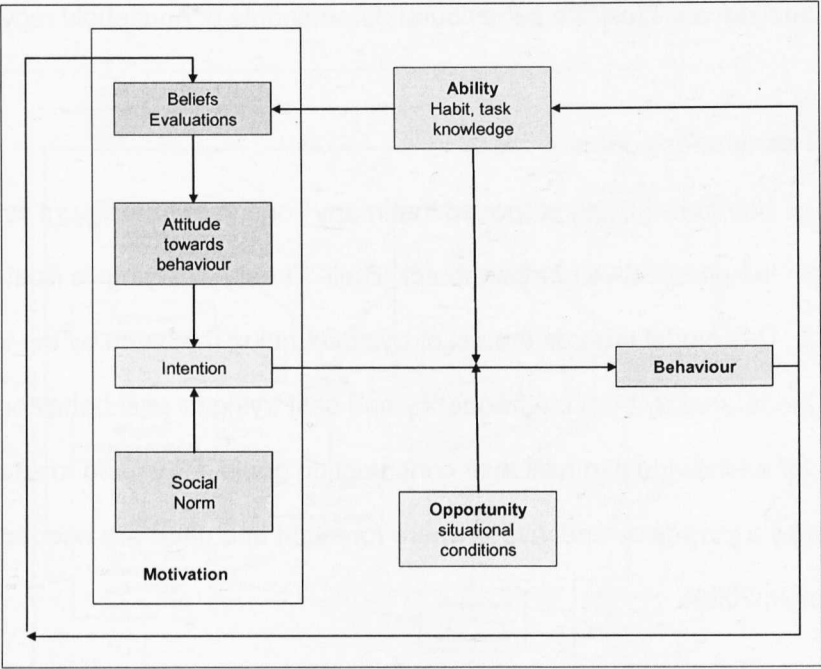 Beliefs
Evaluations
Ability
Habit, task
knowledge
Attitude
towards
behaviour
Intention
Behaviour
Social
Norm
Opportunity
situational
conditions
Motivation